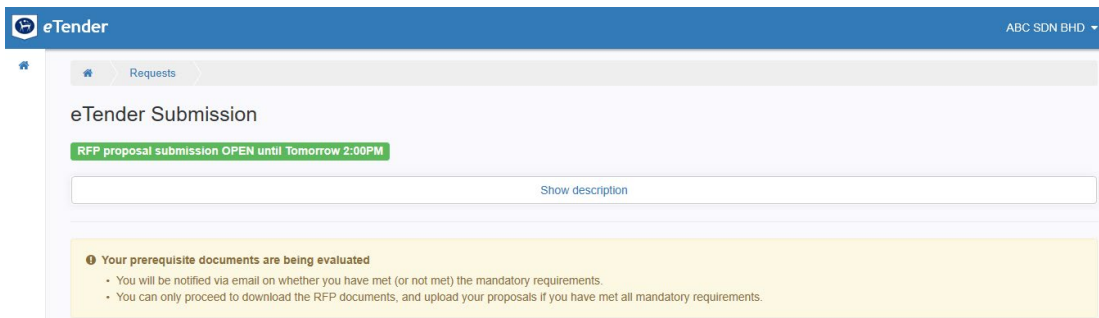 eTender
ABC SDN BHD
Requests
eTender Submission
RFP proposal submission OPEN until Tomorrow 2:00PM
Show description
Your prerequisite documents are being evaluated
• You will be notified via email on whether you have met (or not met) the mandatory requirements.
• You can only proceed to download the RFP documents, and upload your proposals if you have met all mandatory requirements.